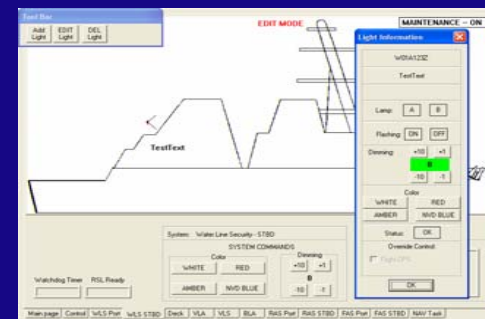 Tool Bar
Add Light
EDIT Light
DEL Light
EDIT MODE
MAINTENANCE - ON
TestText
Light Information
W01A123Z
TestText
Lamp: A B
Flashing: ON OFF
Dimming: +10 +1
0
-10 -1
Color
WHITE RED
AMBER NVD BLUE
Status: OK
Override Control:
OK
System: Water Line Security - STBD
SYSTEM COMMANDS
Color
WHITE RED
AMBER NVD BLUE
Dimming
+10 +1
0
-10 -1
Watchdog Timer
RSL Ready
Main page Control WLS Port WLS STBD Deck VLA VLS BLA RAS Port RAS STBD FAS Port FAS STBD NAV Task